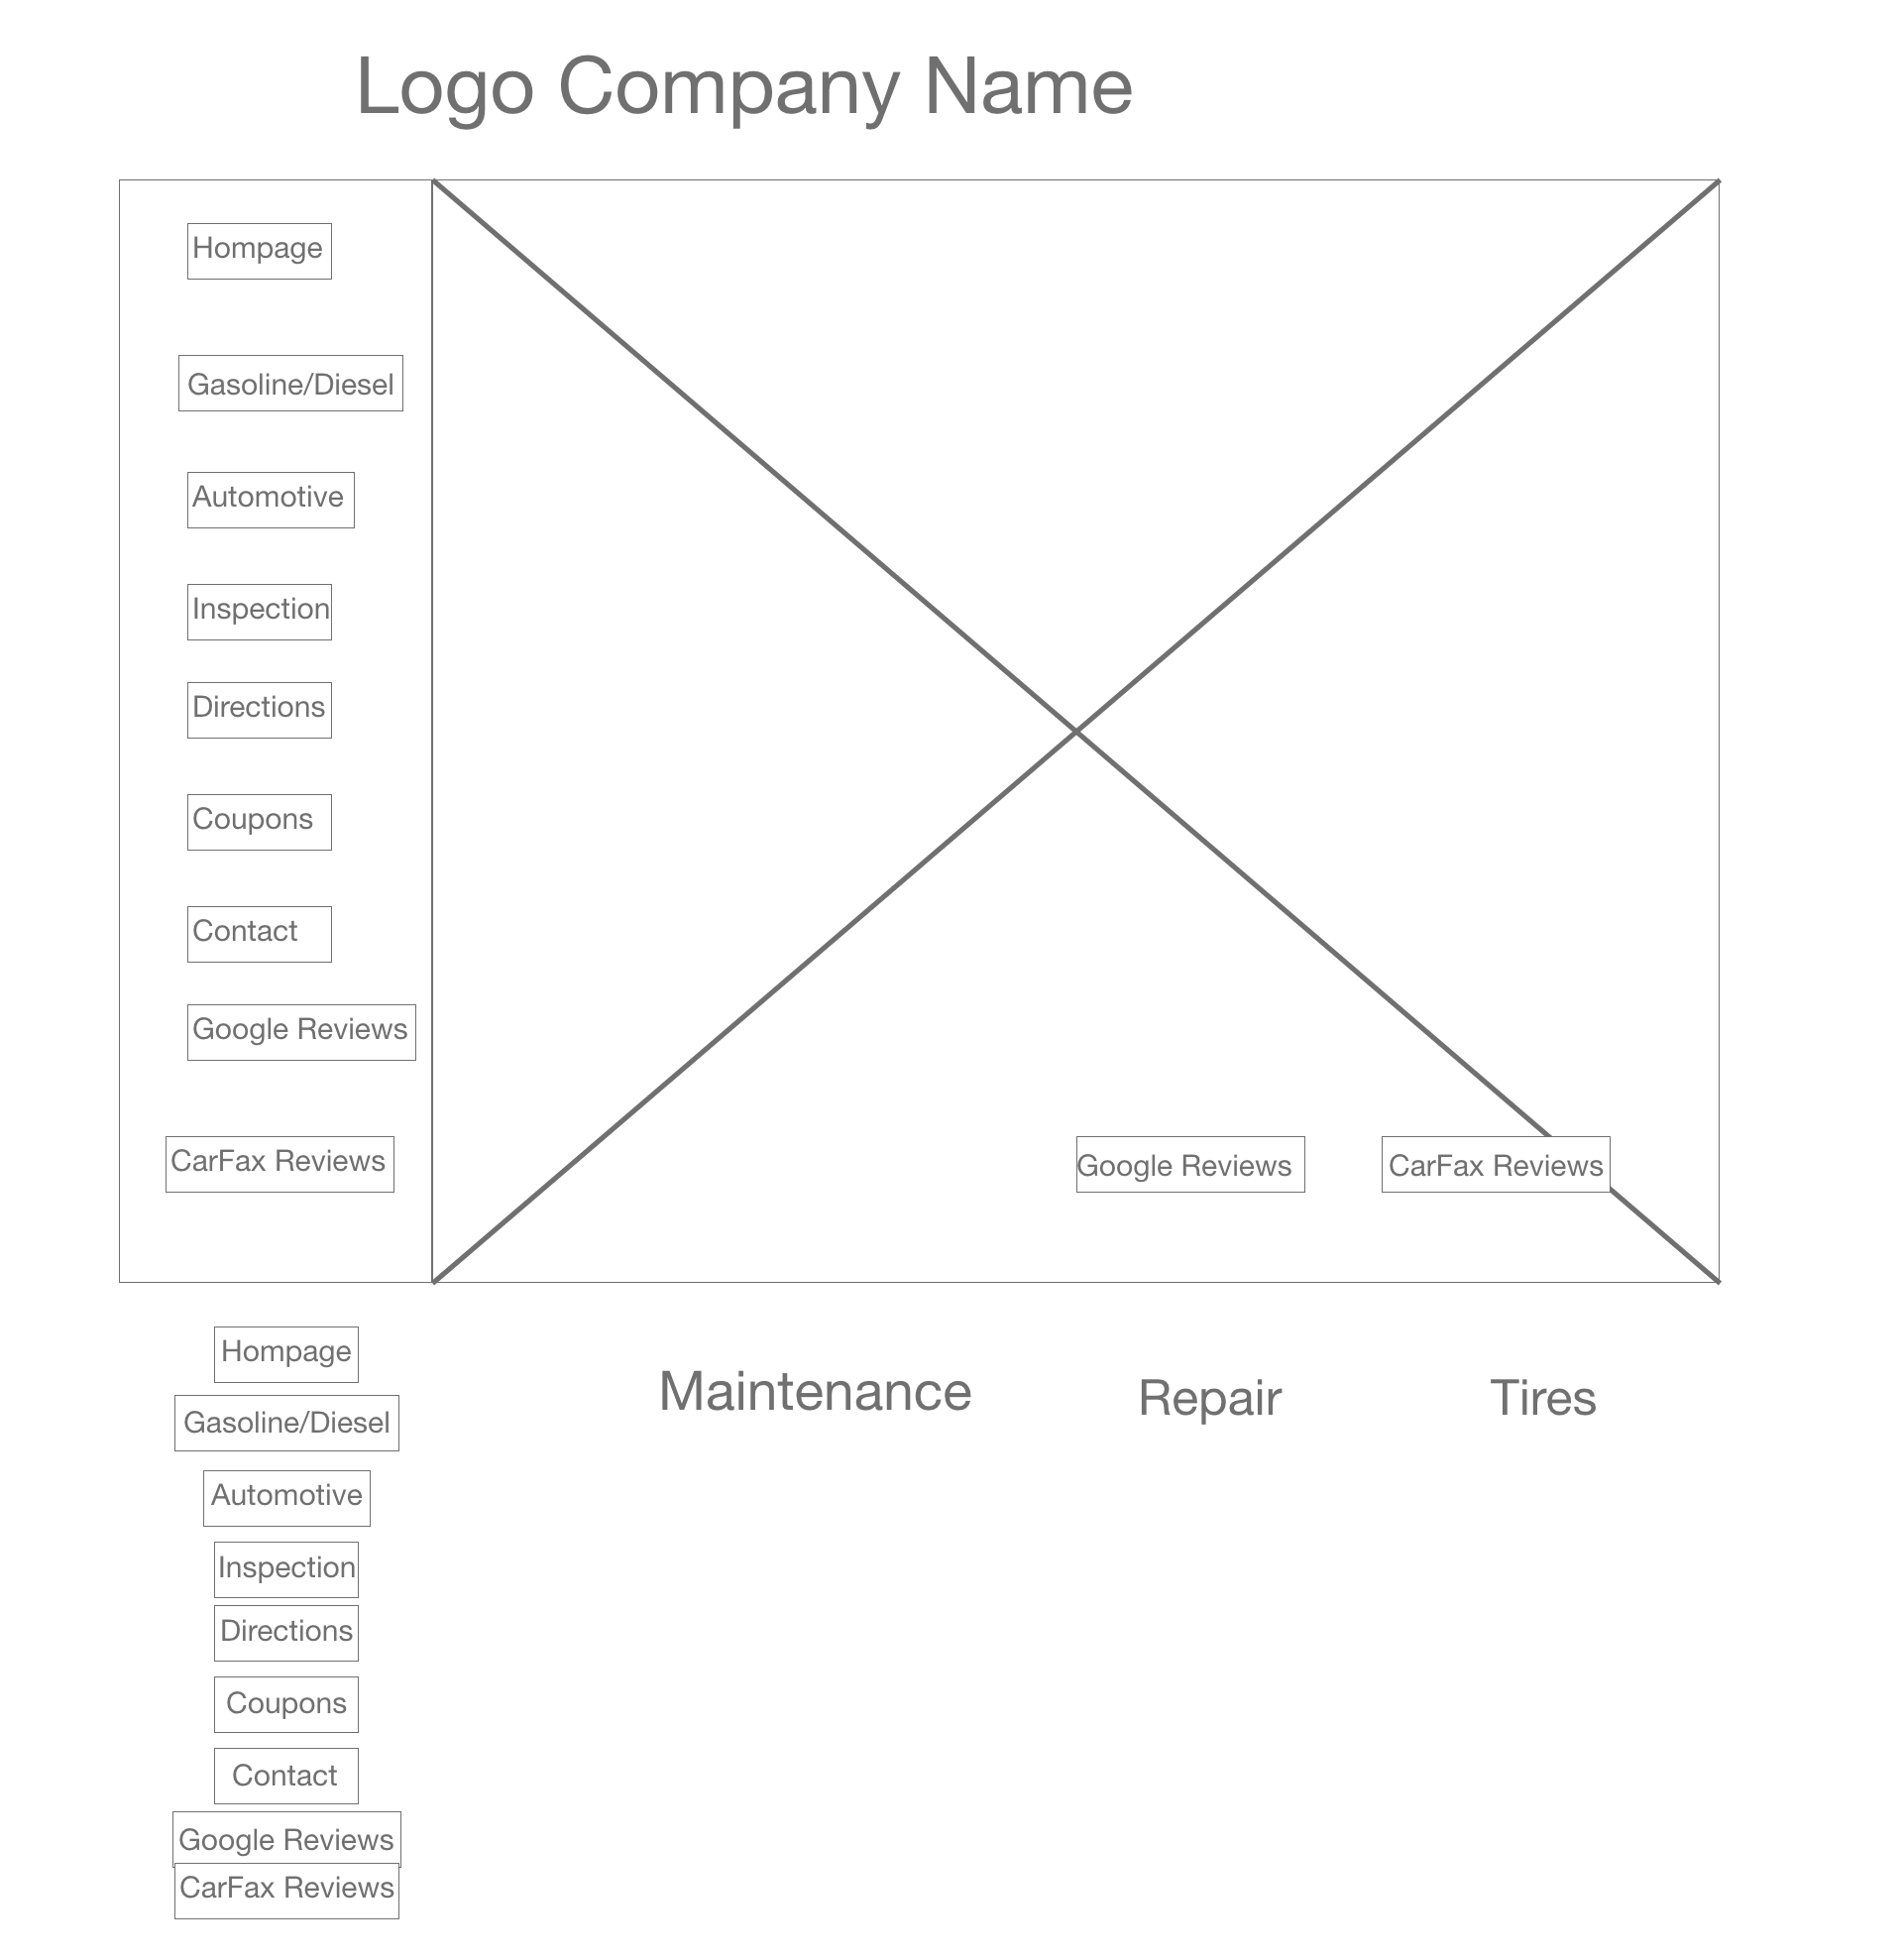 Logo Company Name
Hompage
Gasoline/Diesel
Automotive
Inspection
Directions
Coupons
Contact
Google Reviews
CarFax Reviews
Google Reviews
CarFax Reviews
Hompage
Gasoline/Diesel
Automotive
Inspection
Directions
Coupons
Contact
Google Reviews
CarFax Reviews
Maintenance
Repair
Tires